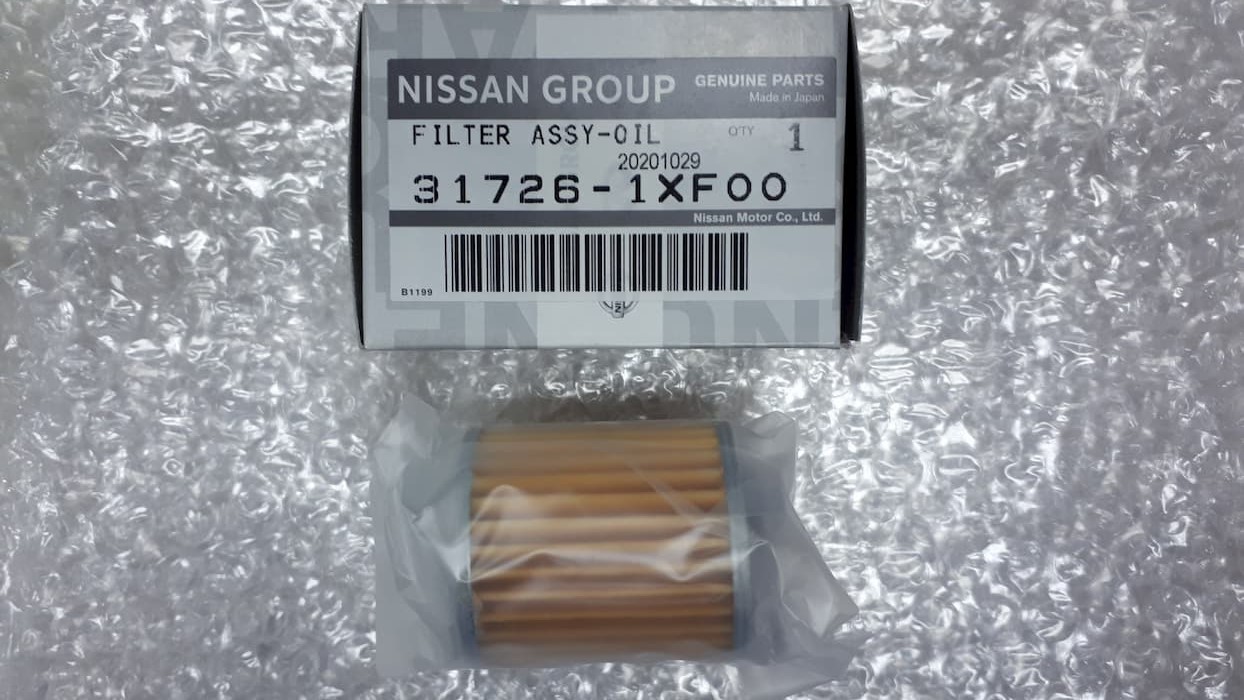 NISSAN GROUP GENUINE PARTS
Made in Japan
FILTER ASSY-OIL Q'TY 1
20201029
31726-1XF00
Nissan Motor Co., Ltd.
B1199